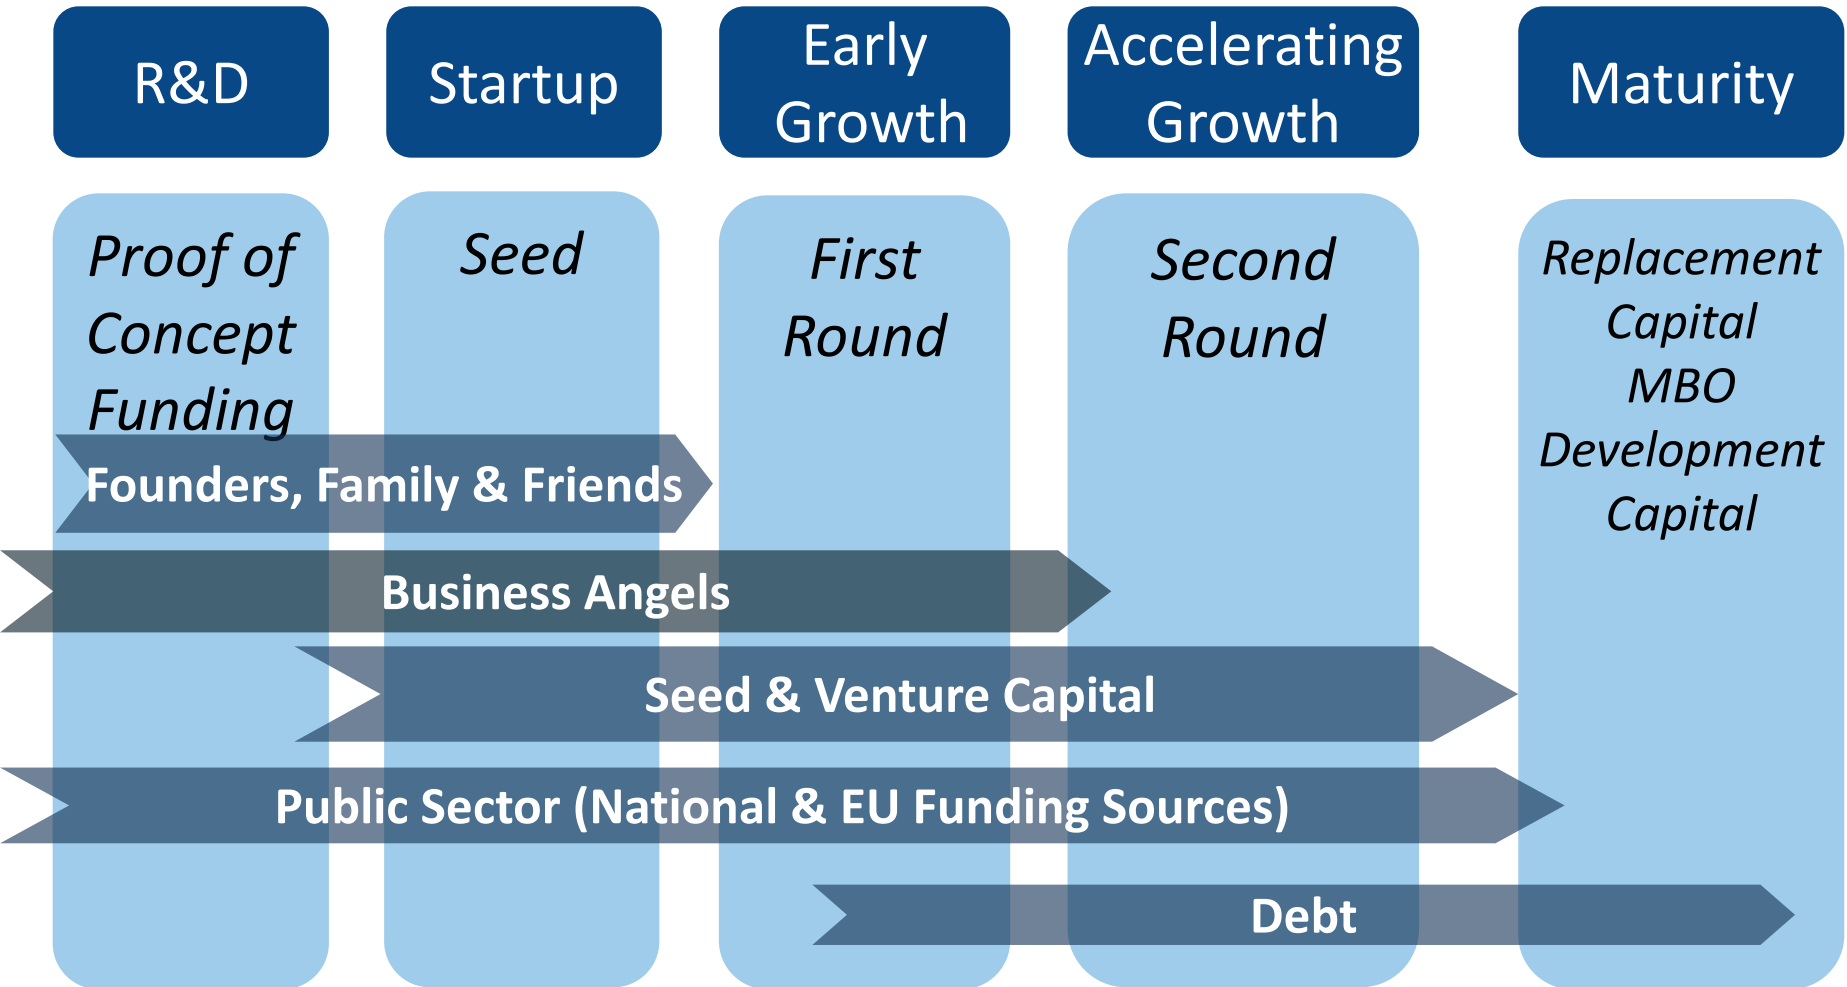 R&D
Startup
Early
Growth
Accelerating
Growth
Maturity
Proof of
Concept
Funding
Seed
First
Round
Second
Round
Replacement
Capital
MBO
Development
Capital
Founders, Family & Friends
Business Angels
Seed & Venture Capital
Public Sector (National & EU Funding Sources)
Debt